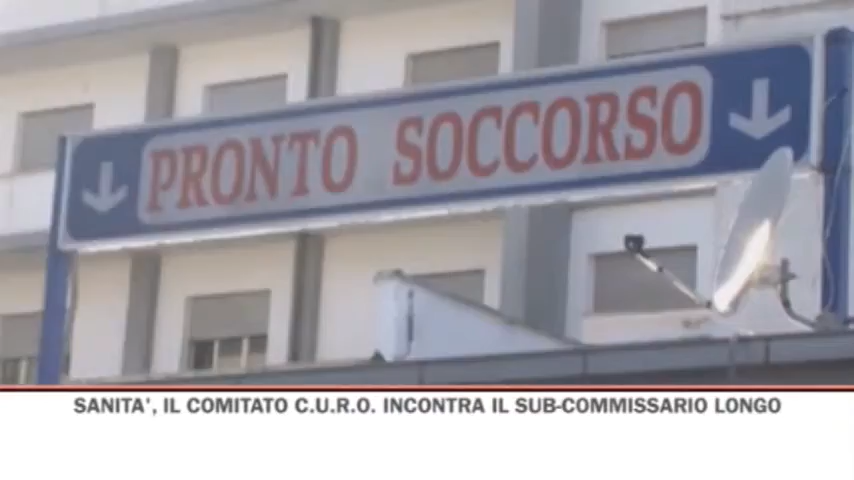 PRONTO SOCCORSO
SANITA', IL COMITATO C.U.R.O. INCONTRA IL SUB-COMMISSARIO LONGO